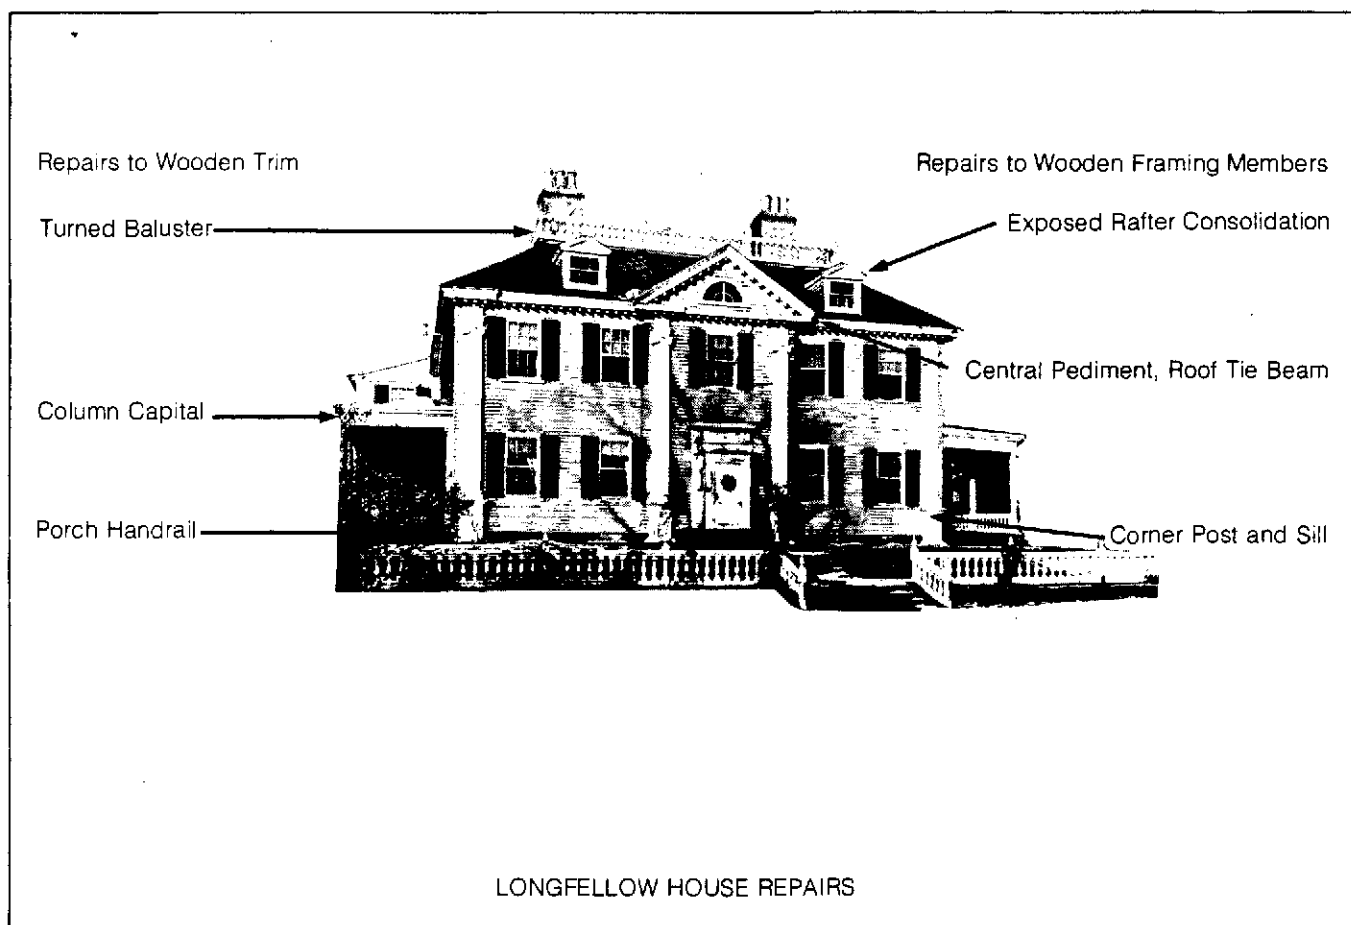 Repairs to Wooden Trim
Turned Baluster
Column Capital
Porch Handrail
Repairs to Wooden Framing Members
Exposed Rafter Consolidation
Central Pediment, Roof Tie Beam
Corner Post and Sill
LONGFELLOW HOUSE REPAIRS